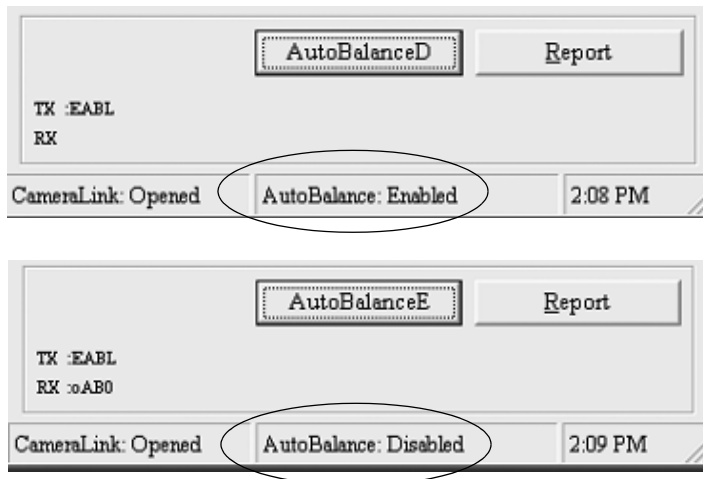 AutoBalanceD Report
TX :EABL
RX
CameraLink: Opened AutoBalance: Enabled 2:08 PM
AutoBalanceE Report
TX :EABL
RX :oAB0
CameraLink: Opened AutoBalance: Disabled 2:09 PM